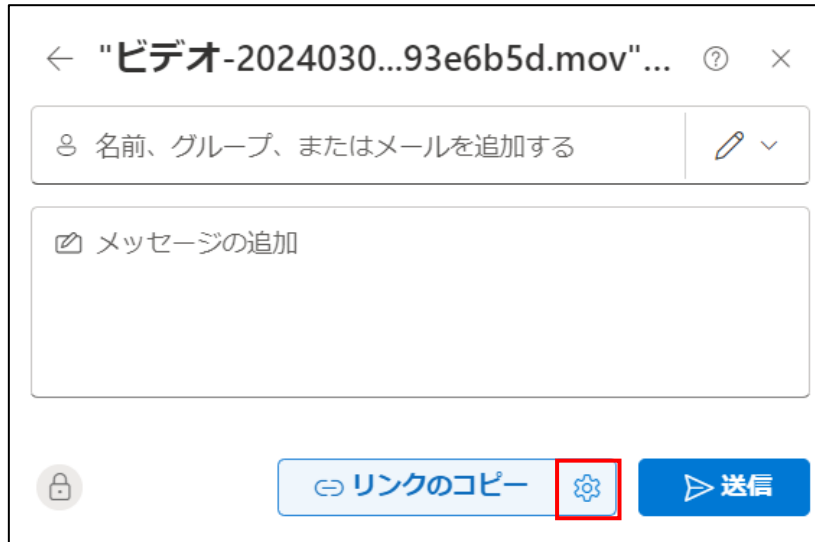 "ビデオ-2024030...93e6b5d.mov"...
名前、グループ、またはメールを追加する
メッセージの追加
リンクのコピー
送信